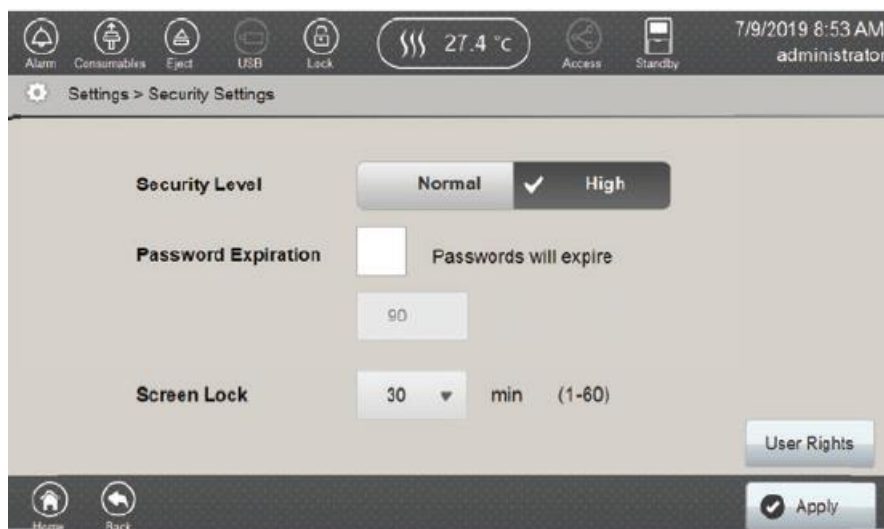 27.4 °c
7/9/2019 8:53 AM
administrator
Alarm
Consumables
Eject
USB
Lock
Access
Standby
Settings > Security Settings
Security Level
Normal
High
Password Expiration
Passwords will expire
90
Screen Lock
30
min
(1-60)
User Rights
Apply
Home
Back